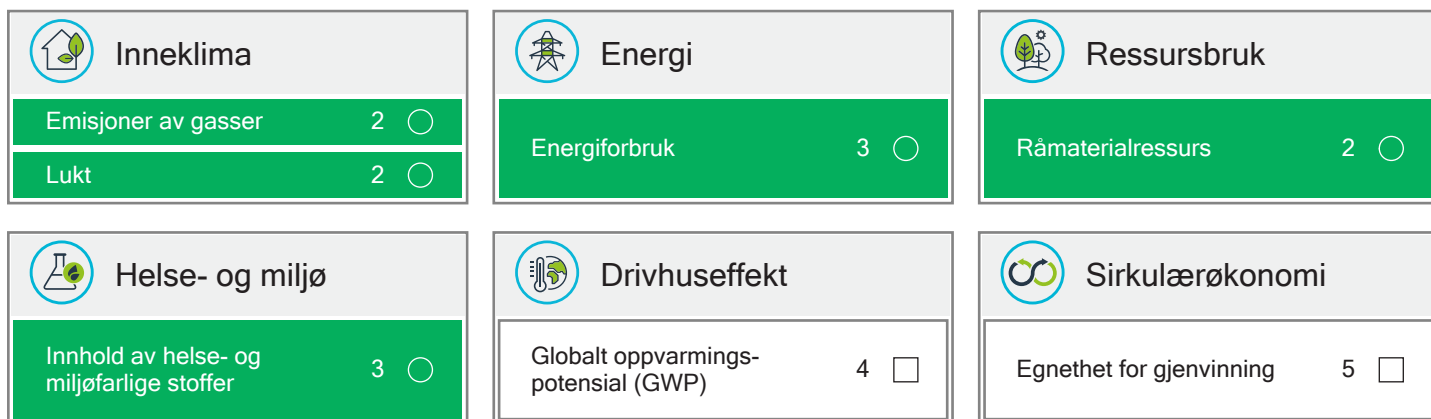 Inneklima
Emisjoner av gasser 2
Lukt 2
Energi
Energiforbruk 3
Ressursbruk
Råmaterialressurs 2
Helse- og miljø
Innhold av helse- og
miljøfarlige stoffer 3
Drivhuseffekt
Globalt oppvarmings-
potensial (GWP) 4
Sirkulærøkonomi
Egnethet for gjenvinning 5